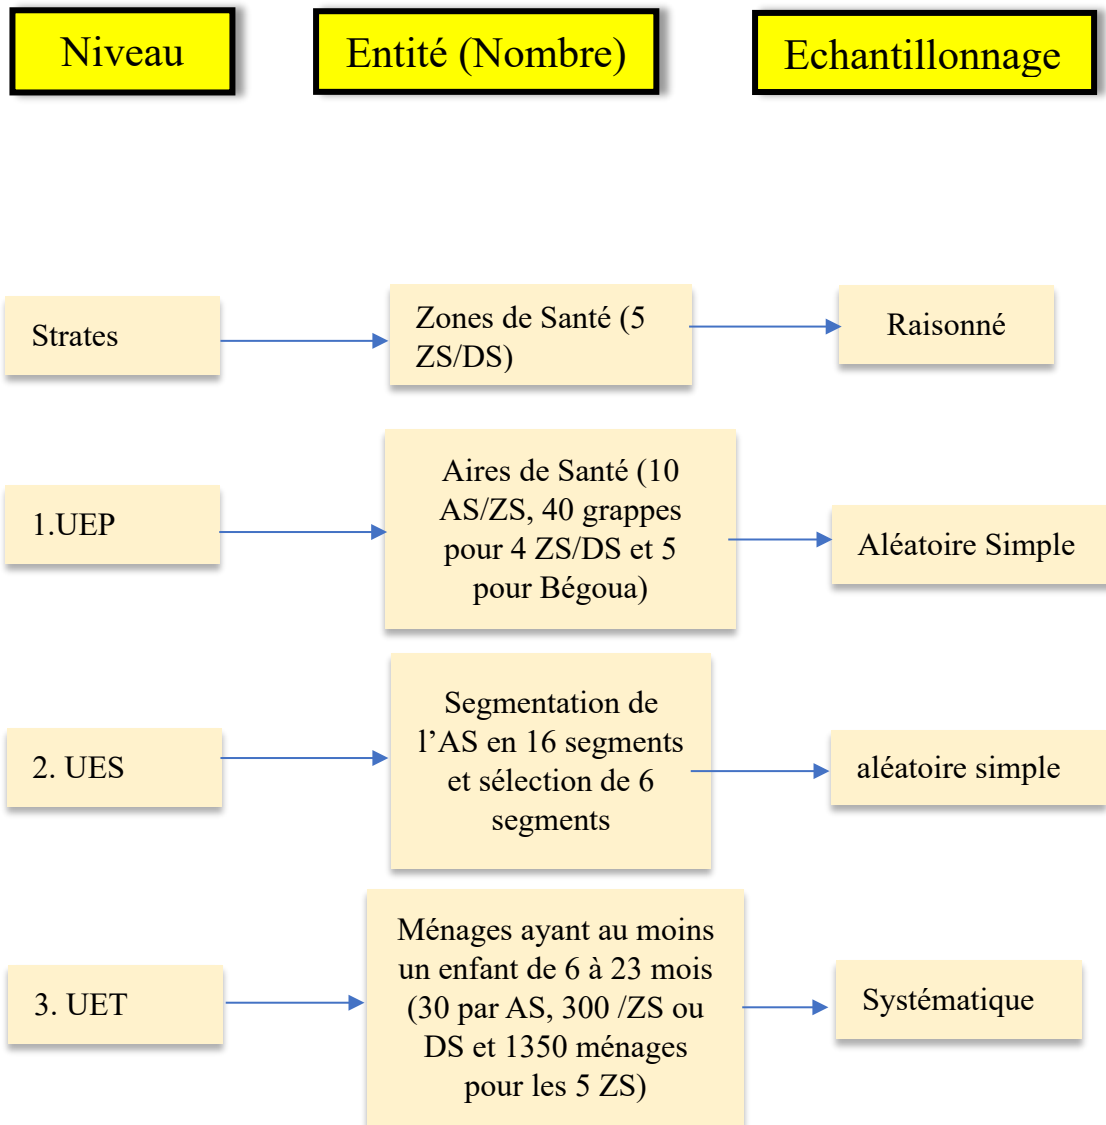 Niveau
Entité (Nombre)
Echantillonnage
Strates
Zones de Santé (5
ZS/DS)
Raisonné
1.UEP
Aires de Santé (10
AS/ZS, 40 grappes
pour 4 ZS/DS et 5
pour Bégoua)
Aléatoire Simple
2. UES
Segmentation de
l’AS en 16 segments
et sélection de 6
segments
aléatoire simple
3. UET
Ménages ayant au moins
un enfant de 6 à 23 mois
(30 par AS, 300 /ZS ou
DS et 1350 ménages
pour les 5 ZS)
Systématique